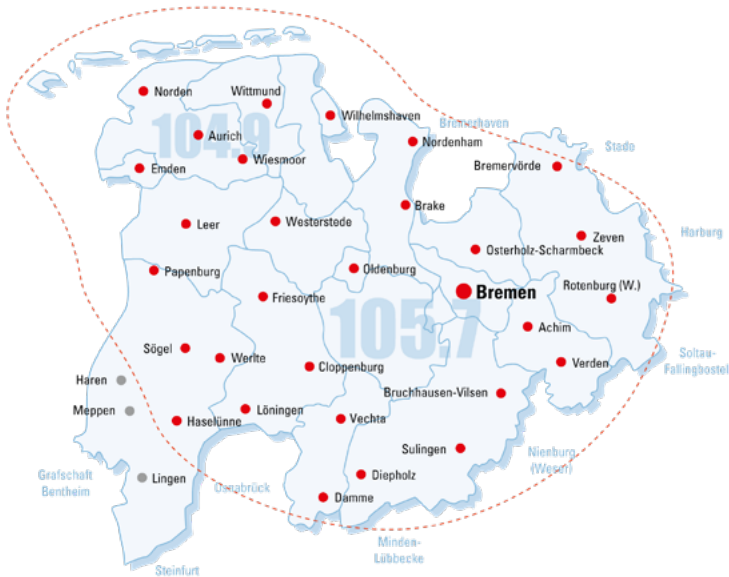 Norden
Wittmund
104.9
Aurich
Wilhelmshaven
Bremerhaven
Nordenham
Stade
Emden
Wiesmoor
Bremervörde
Brake
Leer
Westerstede
Harburg
Zeven
Osterholz-Scharmbeck
Papenburg
Oldenburg
Rotenburg (W.)
Friesoythe
Bremen
105.7
Achim
Sögel
Werlte
Cloppenburg
Verden
Soltau-
Fallingbostel
Haren
Meppen
Bruchhausen-Vilsen
Haselünne
Löningen
Vechta
Sulingen
Nienburg
(Weser)
Grafschaft
Bentheim
Lingen
Osnabrück
Diepholz
Damme
Minden-
Lübbecke
Steinfurt